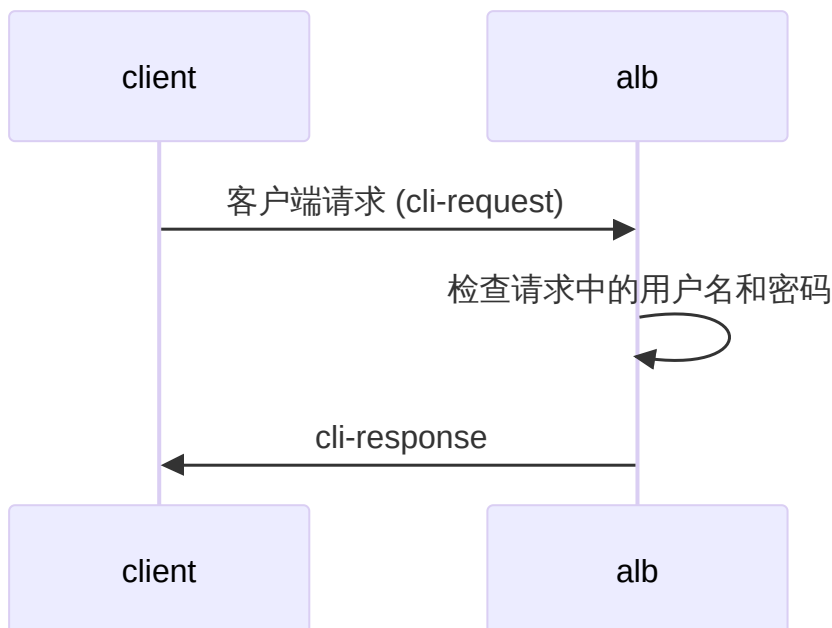 client
alb
客户端请求 (cli-request)
检查请求中的用户名和密码
cli-response
client
alb